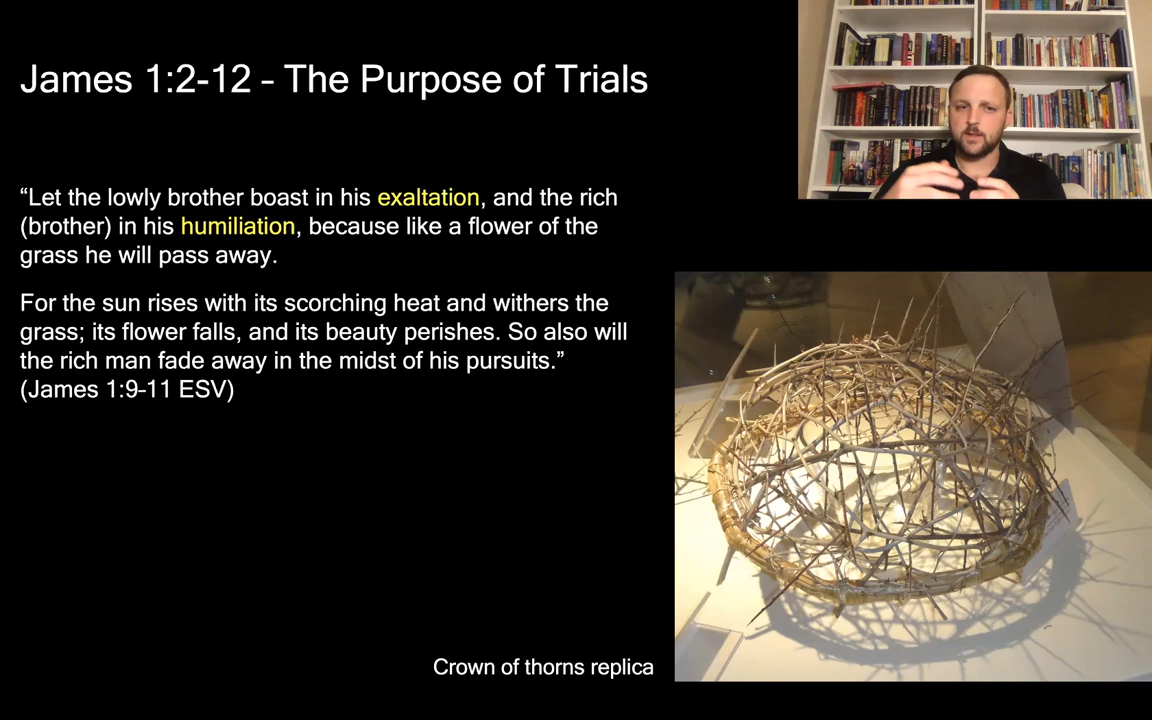 James 1:2-12 – The Purpose of Trials
“Let the lowly brother boast in his exaltation, and the rich
(brother) in his humiliation, because like a flower of the
grass he will pass away.
For the sun rises with its scorching heat and withers the
grass; its flower falls, and its beauty perishes. So also will
the rich man fade away in the midst of his pursuits.”
(James 1:9-11 ESV)
Crown of thorns replica